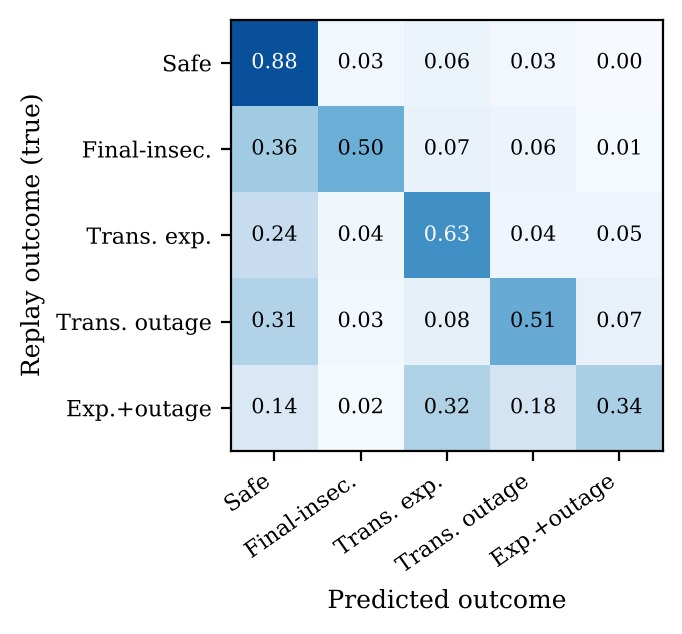 Replay outcome (true)
Safe 0.88 0.03 0.06 0.03 0.00
Final-insec. 0.36 0.50 0.07 0.06 0.01
Trans. exp. 0.24 0.04 0.63 0.04 0.05
Trans. outage 0.31 0.03 0.08 0.51 0.07
Exp.+outage 0.14 0.02 0.32 0.18 0.34
Safe Final-insec. Trans. exp. Trans. outage Exp.+outage
Predicted outcome